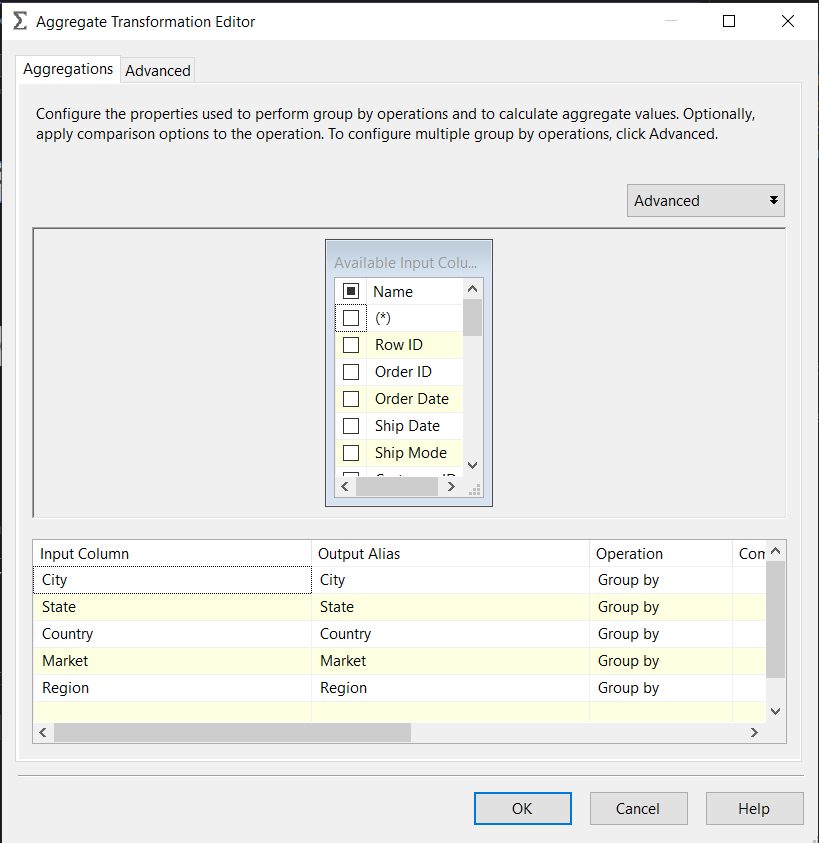 Aggregate Transformation Editor
Aggregations
Advanced
Configure the properties used to perform group by operations and to calculate aggregate values. Optionally,
apply comparison options to the operation. To configure multiple group by operations, click Advanced.
Advanced
Available Input Colu...
Name
(*)
Row ID
Order ID
Order Date
Ship Date
Ship Mode
Input Column Output Alias Operation Com
City City Group by
State State Group by
Country Country Group by
Market Market Group by
Region Region Group by
OK Cancel Help